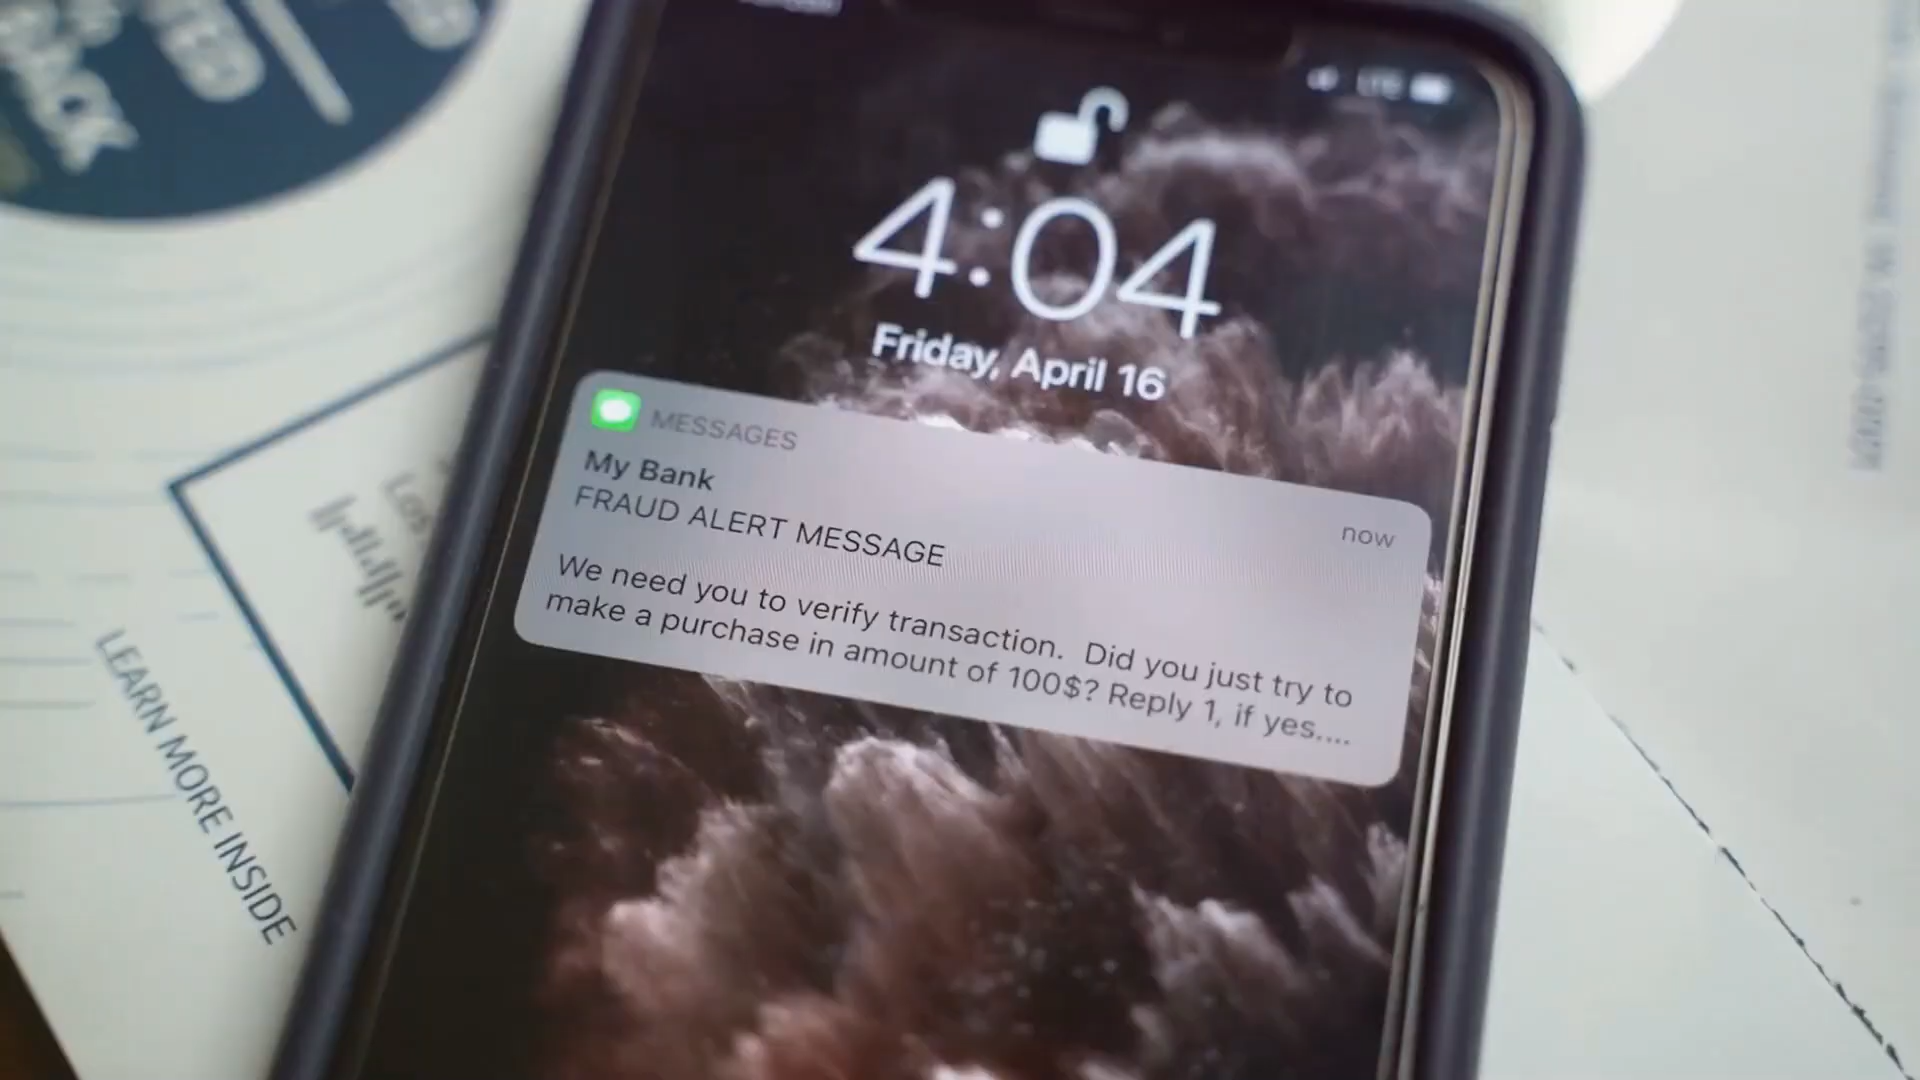 LTE
4:04
Friday, April 16
MESSAGES
now
My Bank
FRAUD ALERT MESSAGE
We need you to verify transaction.  Did you just try to
make a purchase in amount of 100$? Reply 1, if yes....
LEARN MORE INSIDE